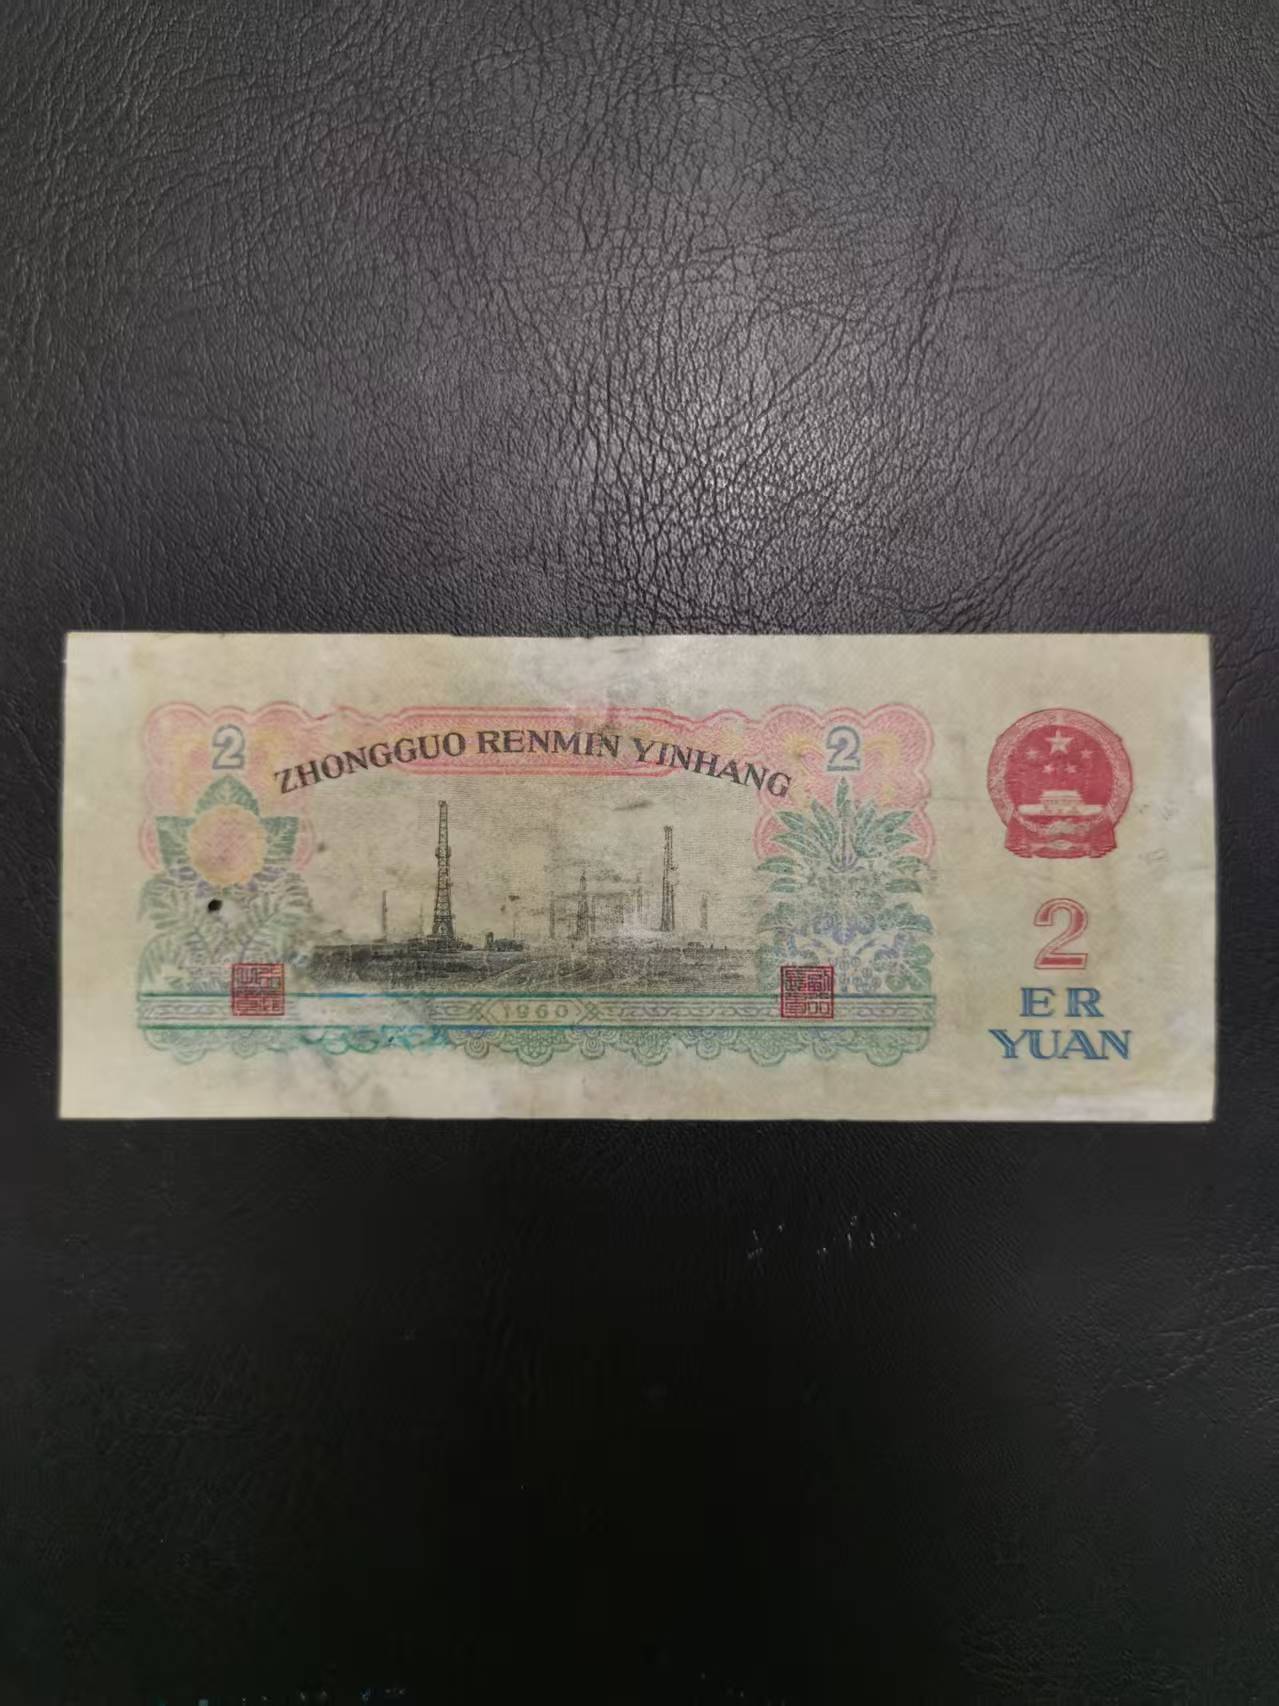 2
2
ZHONGGUO RENMIN YINHANG
1960
2
ER
YUAN